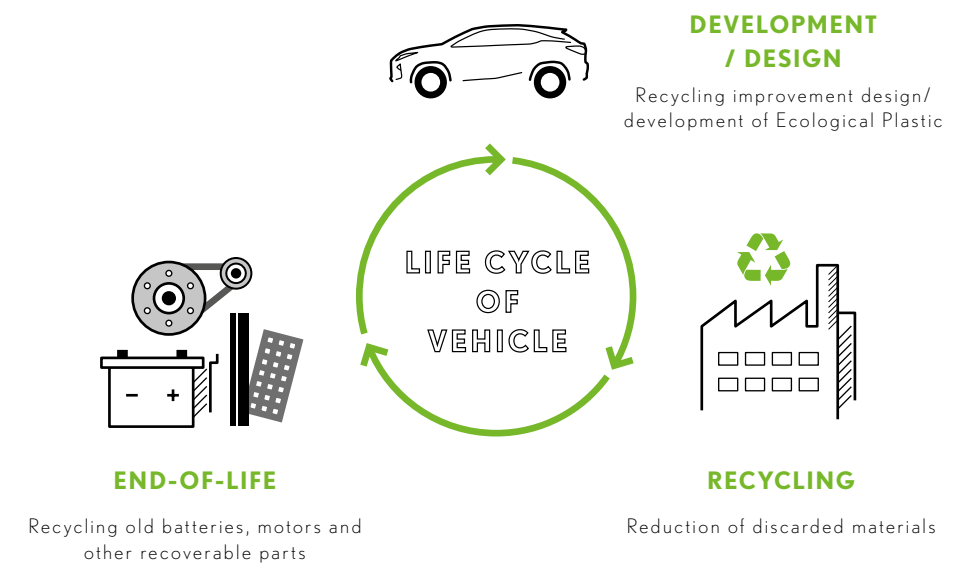 DEVELOPMENT
/ DESIGN
Recycling improvement design/
development of Ecological Plastic
LIFE CYCLE
OF
VEHICLE
− +
END-OF-LIFE
Recycling old batteries, motors and
other recoverable parts
RECYCLING
Reduction of discarded materials